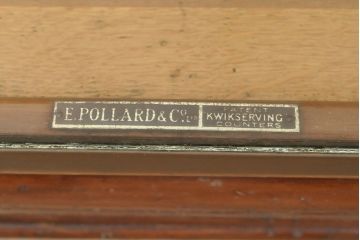 E. POLLARD & CO. LTD
PATENT
KWIKSERVING
COUNTERS